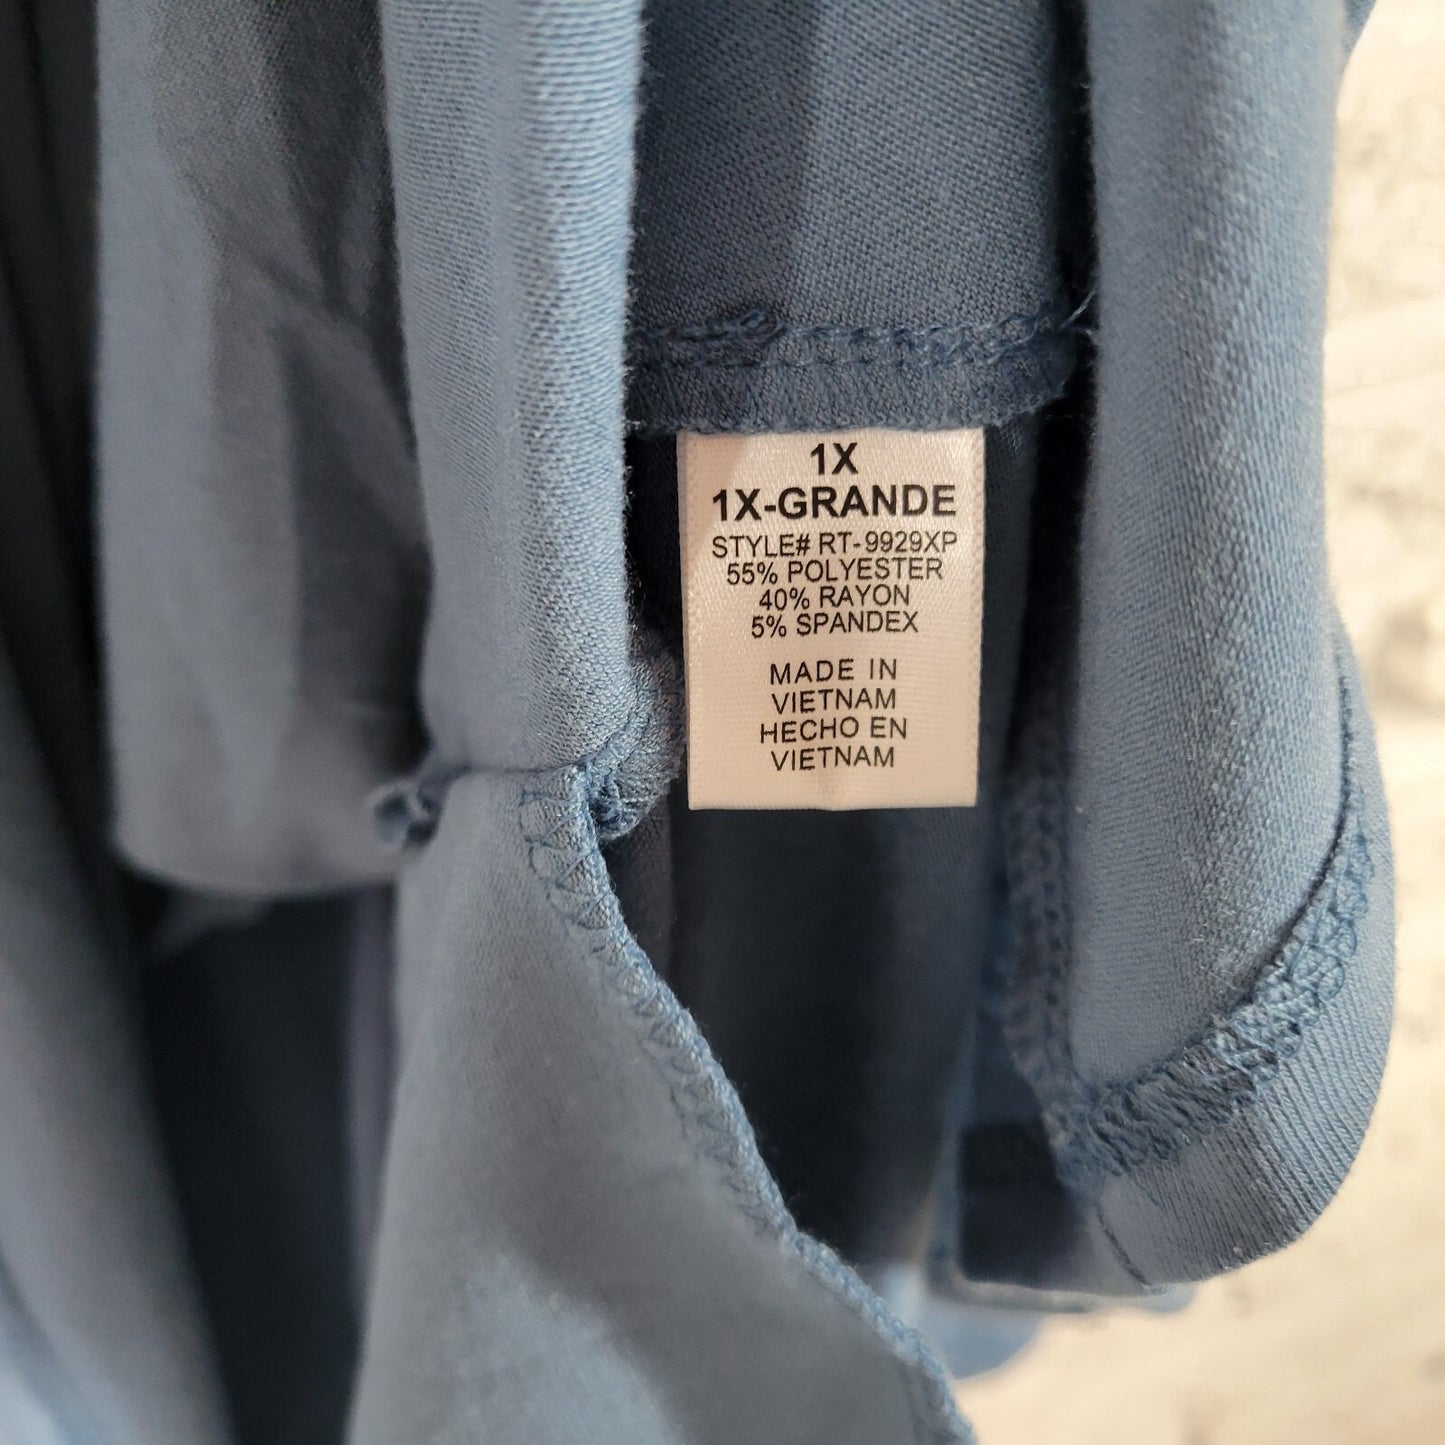 1X
1X-GRANDE
STYLE# RT-9929XP
55% POLYESTER
40% RAYON
5% SPANDEX
MADE IN
VIETNAM
HECHO EN
VIETNAM